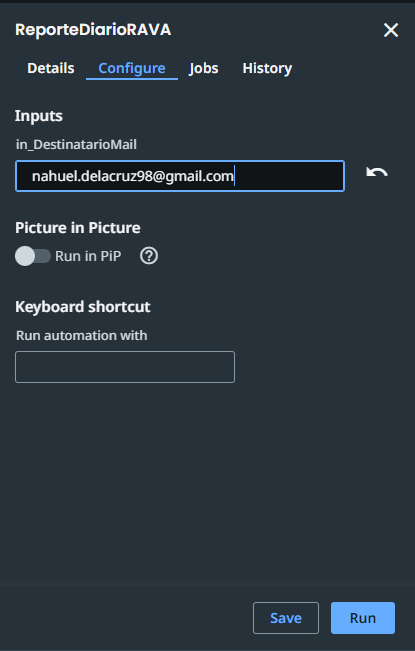 ReporteDiarioRAVA
Details Configure Jobs History
Inputs
in_DestinatarioMail
nahuel.delacruz98@gmail.com
Picture in Picture
Run in PiP ?
Keyboard shortcut
Run automation with
Save Run